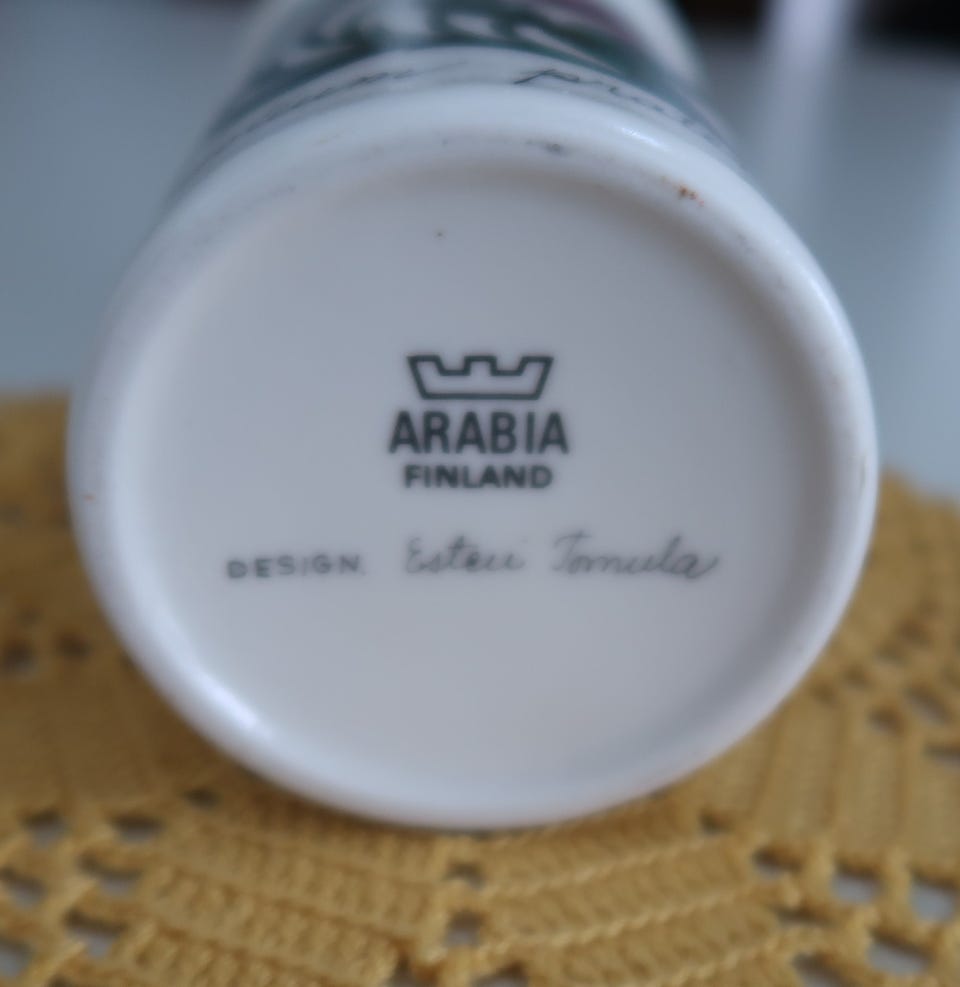 ARABIA
FINLAND
DESIGN Esteri Tomula